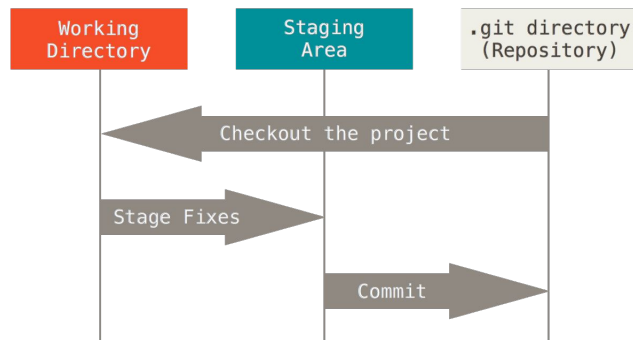 Working
Directory
Staging
Area
.git directory
(Repository)
Checkout the project
Stage Fixes
Commit